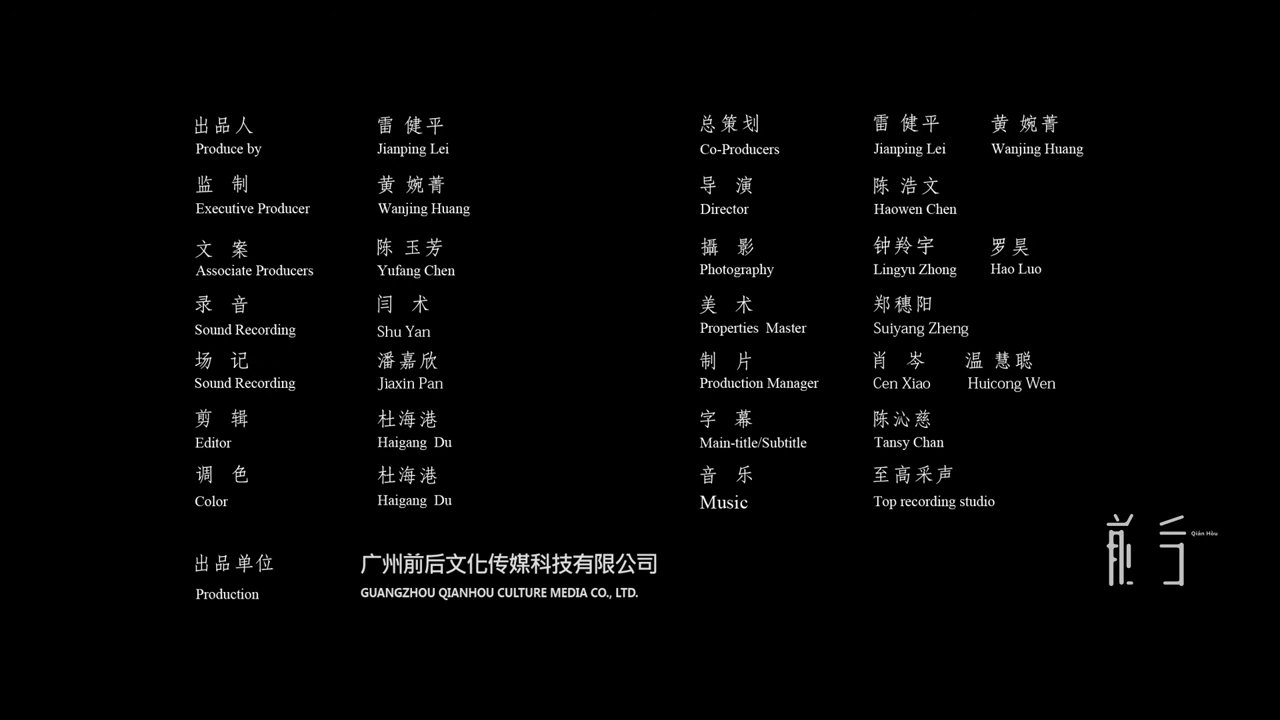 出品人 雷 健平
Produce by Jianping Lei
监 制 黄 婉菁
Executive Producer Wanjing Huang
文 案 陈 玉芳
Associate Producers Yufang Chen
录 音 闫 术
Sound Recording Shu Yan
场 记 潘嘉欣
Sound Recording Jiaxin Pan
剪 辑 杜海港
Editor Haigang Du
调 色 杜海港
Color Haigang Du
总策划 雷 健平 黄 婉菁
Co-Producers Jianping Lei Wanjing Huang
导 演 陈 浩文
Director Haowen Chen
攝 影 钟羚宇 罗昊
Photography Lingyu Zhong Hao Luo
美 术 郑穗阳
Properties Master Suiyang Zheng
制 片 肖 岑 温 慧聪
Production Manager Cen Xiao Huicong Wen
字 幕 陈沁慈
Main-title/Subtitle Tansy Chan
音 乐 至高采声
Music Top recording studio
出品单位 广州前后文化传媒科技有限公司
Production GUANGZHOU QIANHOU CULTURE MEDIA CO., LTD.
前后 Qián Hòu